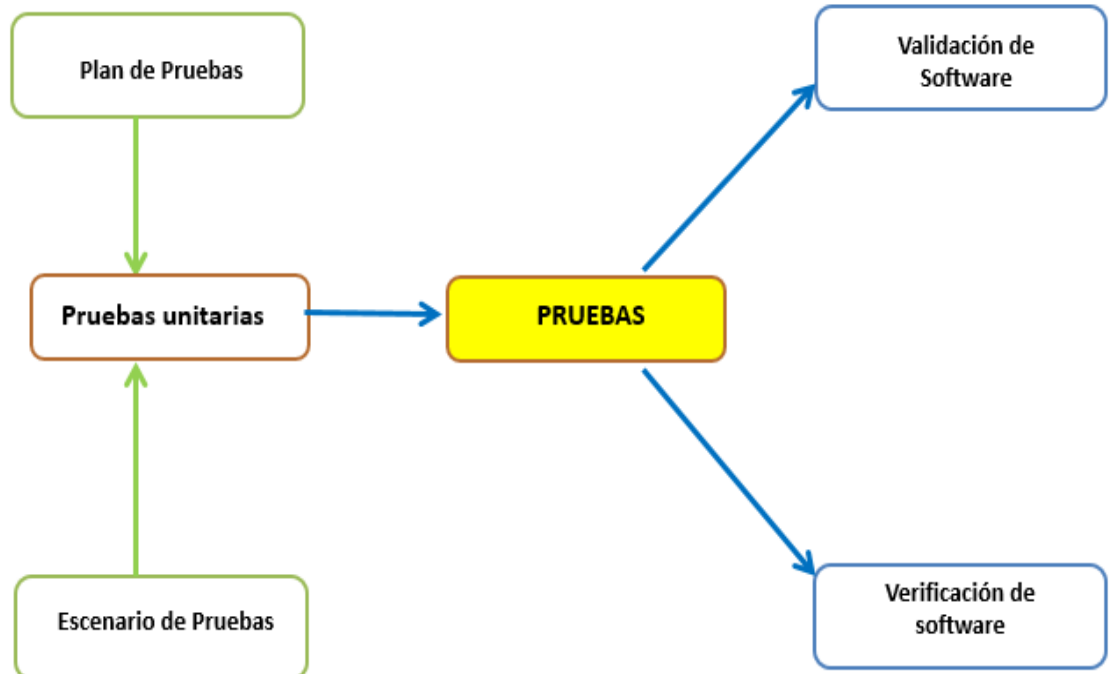 Plan de Pruebas
Validación de
Software
Pruebas unitarias
PRUEBAS
Escenario de Pruebas
Verificación de
software